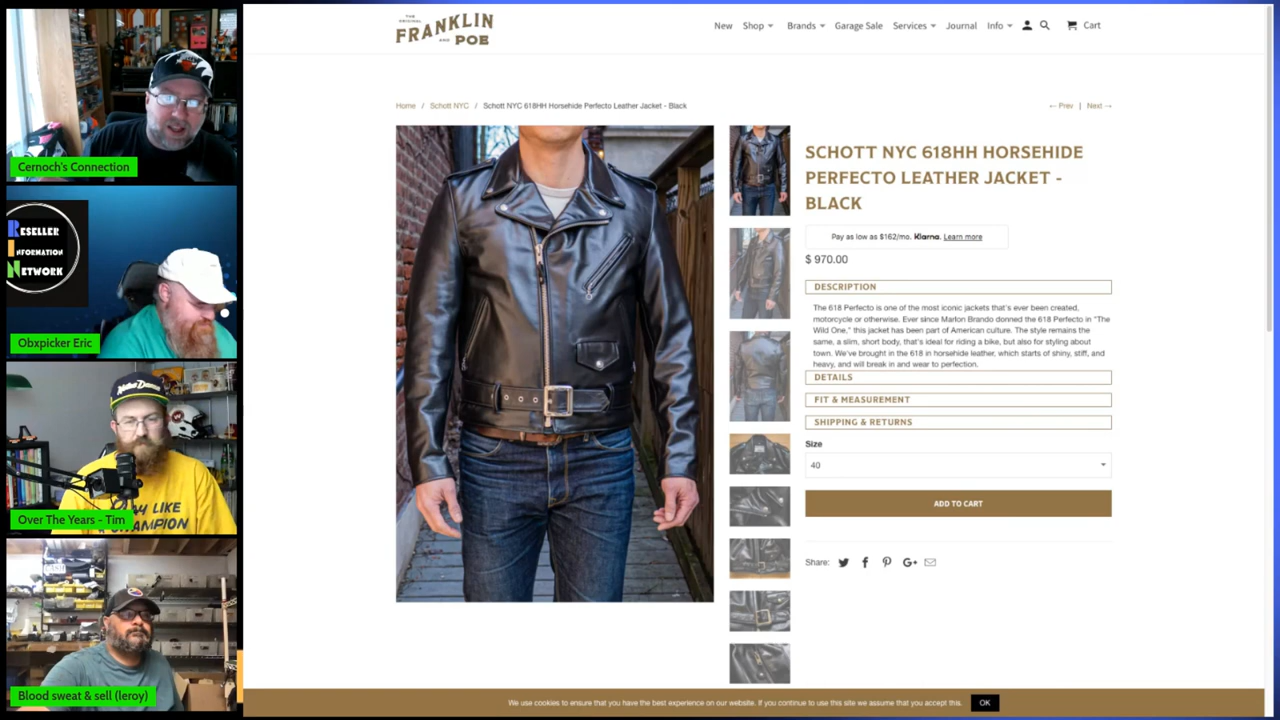 Cernoch's Connection
RESELLER
INFORMATION
NETWORK
Obxpicker Eric
Over The Years - Tim
Blood sweat & sell (leroy)
THE ORIGINAL
FRANKLIN
AND POE
New Shop Brands Garage Sale Services Journal Info Cart
Home / Schott NYC / Schott NYC 618HH Horsehide Perfecto Leather Jacket - Black
← Prev | Next →
SCHOTT NYC 618HH HORSEHIDE
PERFECTO LEATHER JACKET -
BLACK
Pay as low as $162/mo. Klarna. Learn more
$ 970.00
DESCRIPTION
The 618 Perfecto is one of the most iconic jackets that's ever been created,
motorcycle or otherwise. Ever since Marlon Brando donned the 618 Perfecto in "The
Wild One," this jacket has been part of American culture. The style remains the
same, a slim, short body, that's ideal for riding a bike, but also for styling about
town. We've brought in the 618 in horsehide leather, which starts of shiny, stiff, and
heavy, and will break in and wear to perfection.
DETAILS
FIT & MEASUREMENT
SHIPPING & RETURNS
Size
40
ADD TO CART
Share:
We use cookies to ensure that you have the best experience on our website. If you continue to use this site we assume that you accept this.
OK
LIKE
CHAMPION